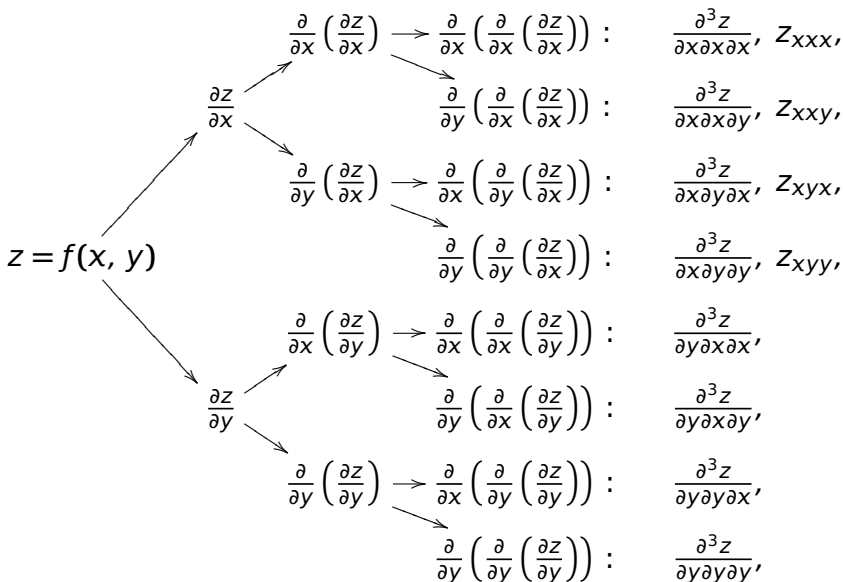 ∂/∂x (∂z/∂x) → ∂/∂x (∂/∂x (∂z/∂x)) : ∂³z/∂x∂x∂x, z_xxx,
∂z/∂x ∂/∂y (∂/∂x (∂z/∂x)) : ∂³z/∂x∂x∂y, z_xxy,
∂/∂y (∂z/∂x) → ∂/∂x (∂/∂y (∂z/∂x)) : ∂³z/∂x∂y∂x, z_xyx,
z = f(x, y) ∂/∂y (∂/∂y (∂z/∂x)) : ∂³z/∂x∂y∂y, z_xyy,
∂/∂x (∂z/∂y) → ∂/∂x (∂/∂x (∂z/∂y)) : ∂³z/∂y∂x∂x,
∂z/∂y ∂/∂y (∂/∂x (∂z/∂y)) : ∂³z/∂y∂x∂y,
∂/∂y (∂z/∂y) → ∂/∂x (∂/∂y (∂z/∂y)) : ∂³z/∂y∂y∂x,
∂/∂y (∂/∂y (∂z/∂y)) : ∂³z/∂y∂y∂y,